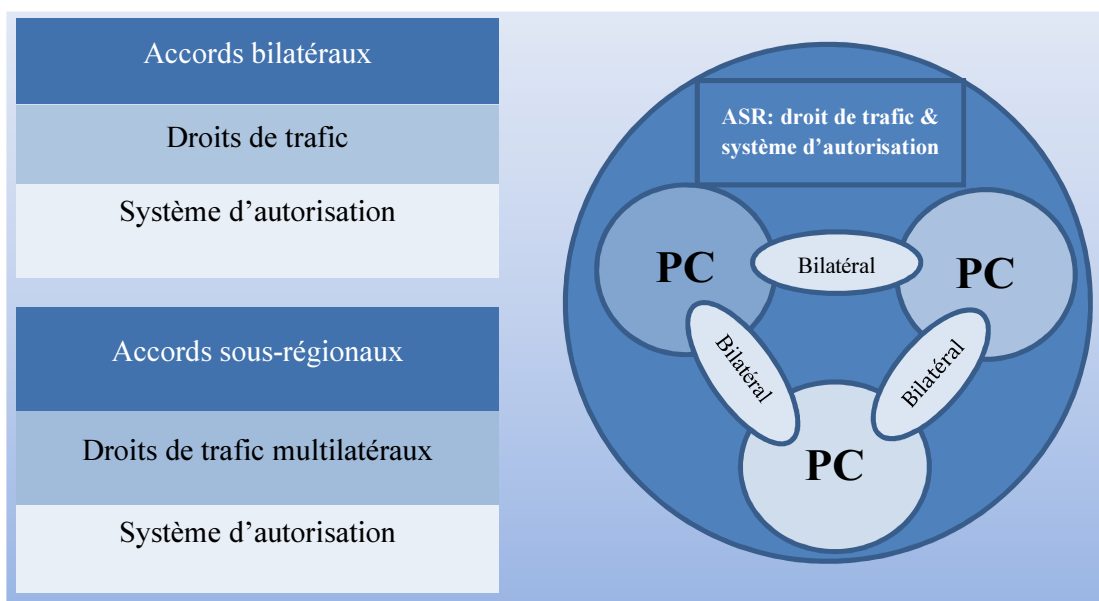 Accords bilatéraux
Droits de trafic
Système d'autorisation
Accords sous-régionaux
Droits de trafic multilatéraux
Système d'autorisation
ASR: droit de trafic &
système d'autorisation
PC
Bilatéral
PC
Bilatéral
Bilatéral
PC